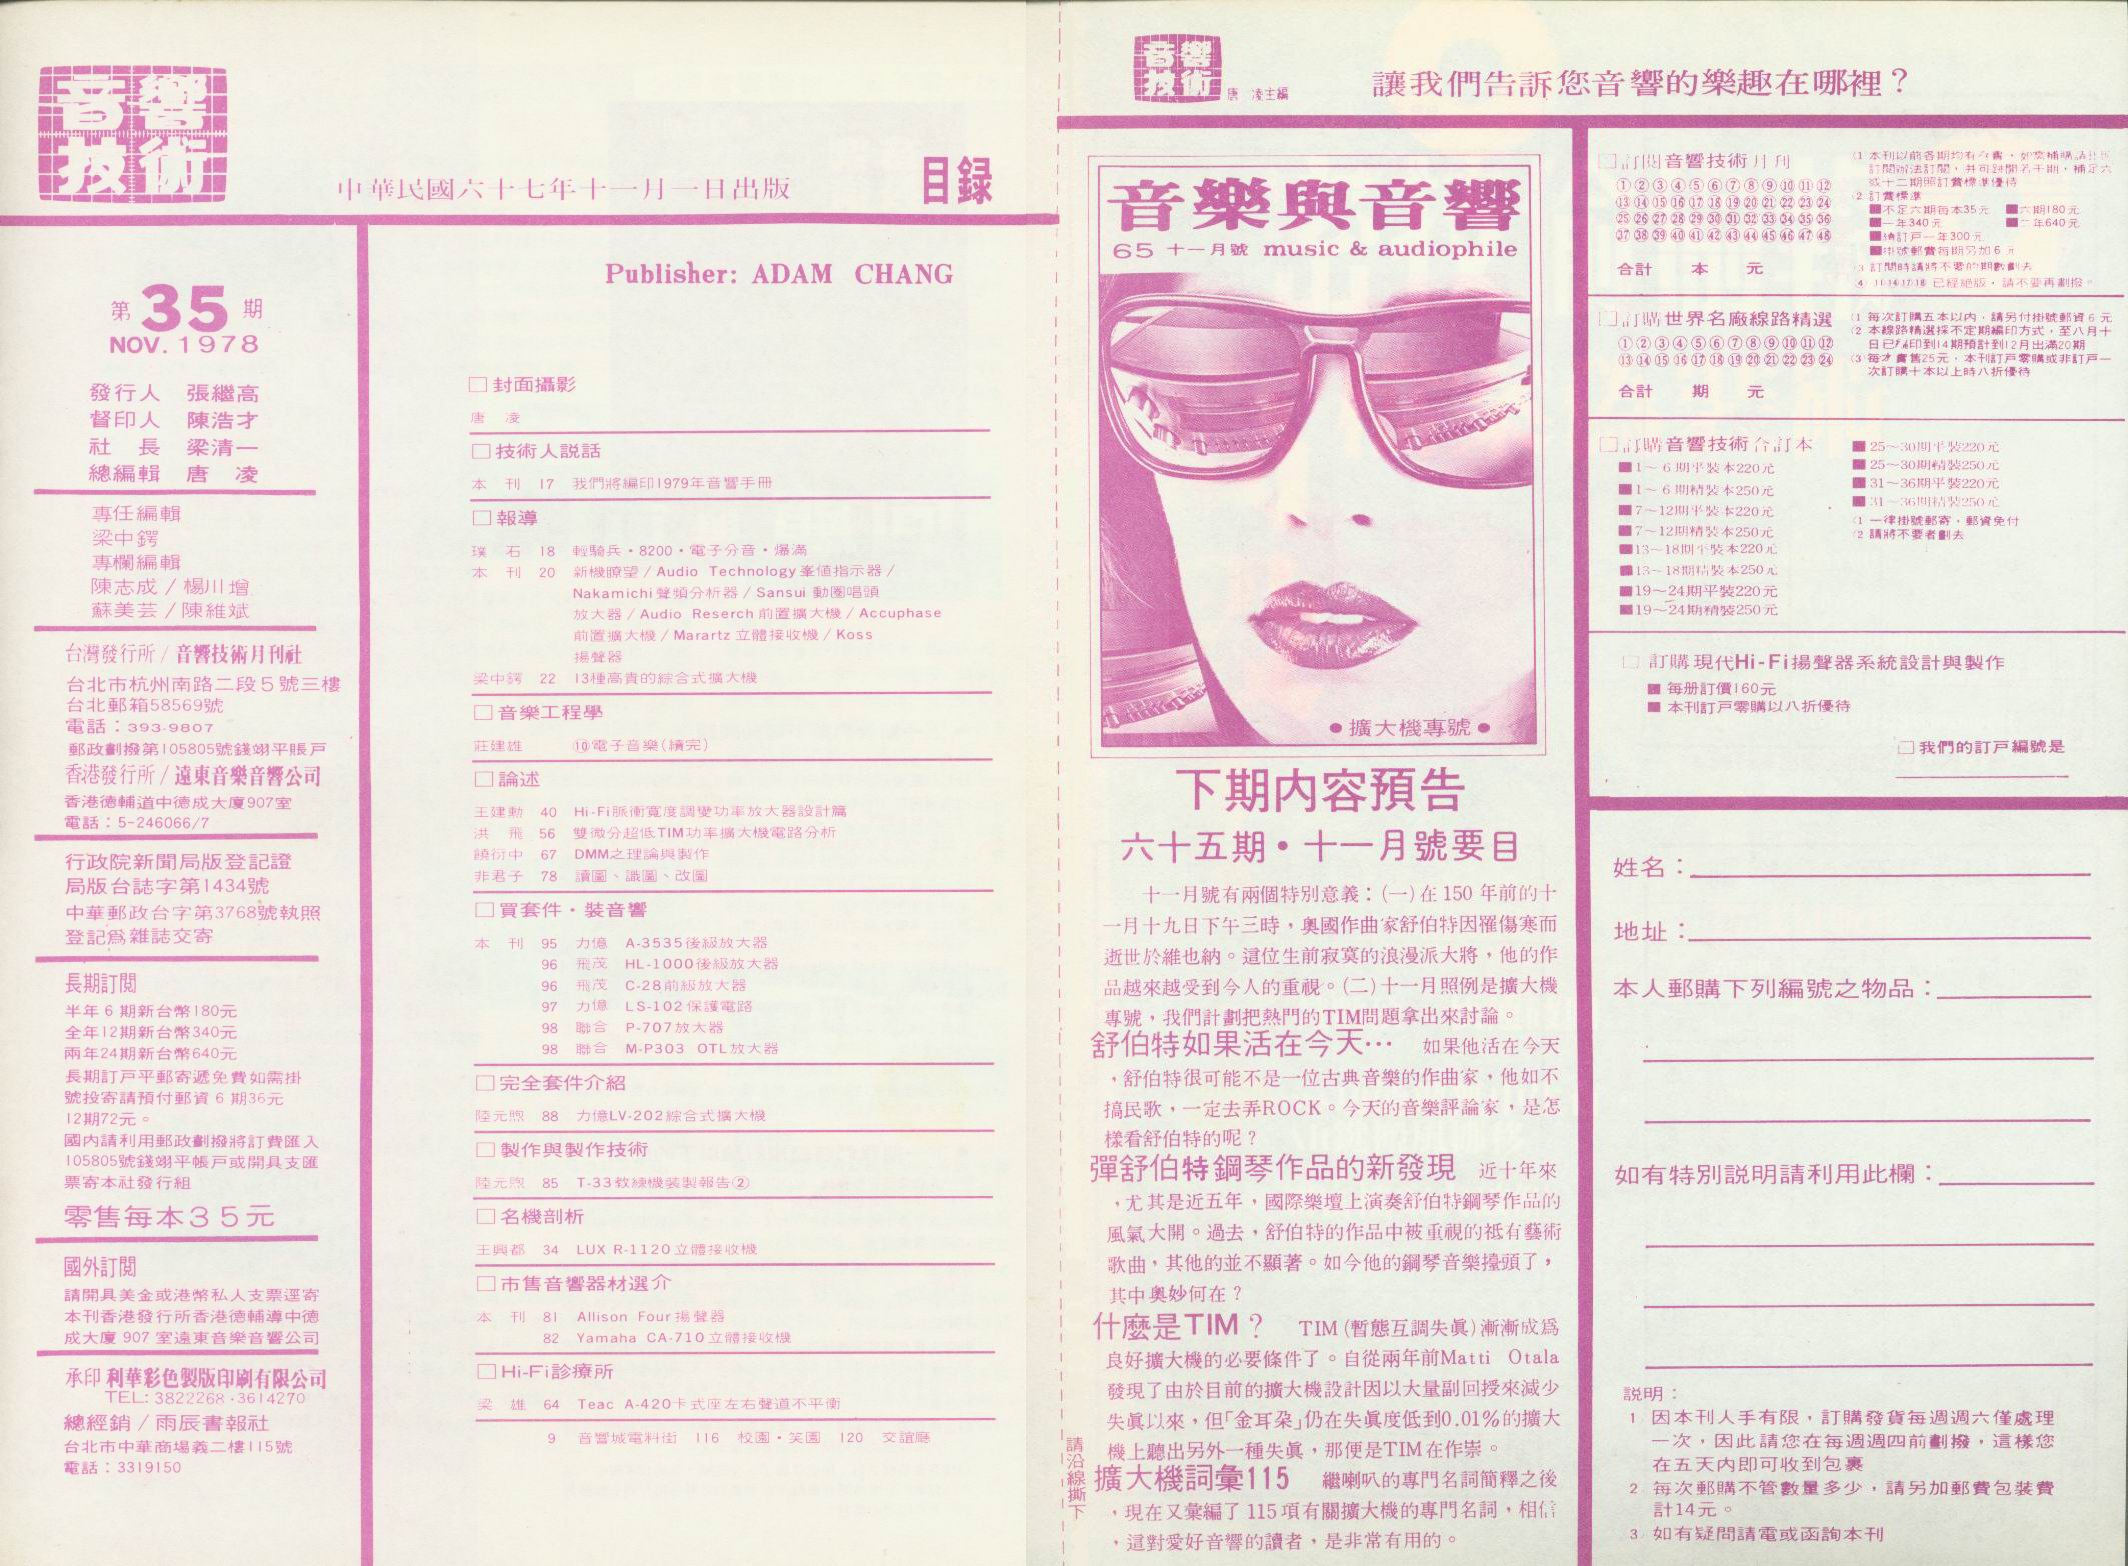 音響
技術
中華民國六十七年十一月一日出版
目録
第35期
NOV. 1978
發行人 張繼高
督印人 陳浩才
社 長 梁清一
總編輯 唐 凌
專任編輯
梁中鍔
專欄編輯
陳志成／楊川增
蘇美芸／陳維斌
台灣發行所／音響技術月刊社
台北市杭州南路二段5號三樓
台北郵箱58569號
電話：393-9807
郵政劃撥第105805號錢翊平賬戶
香港發行所／遠東音樂音響公司
香港德輔道中德成大廈907室
電話：5-246066/7
行政院新聞局版登記證
局版台誌字第1434號
中華郵政台字第3768號執照
登記爲雜誌交寄
長期訂閲
半年6期新台幣180元
全年12期新台幣340元
兩年24期新台幣640元
長期訂戶平郵寄遞免費如需掛
號投寄請預付郵資6期36元
12期72元。
國內請利用郵政劃撥將訂費匯入
105805號錢翊平帳戶或開具支匯
票寄本社發行組
零售每本35元
國外訂閲
請開具美金或港幣私人支票逕寄
本刊香港發行所香港德輔導中德
成大廈 907 室遠東音樂音響公司
承印 利華彩色製版印刷有限公司
TEL: 3822268·3614270
總經銷／雨辰書報社
台北市中華商場義二樓115號
電話：3319150
Publisher: ADAM CHANG
□封面攝影
唐 凌
□技術人説話
本 刊 17 我們將編印1979年音響手冊
□報導
璞 石 18 輕騎兵・8200・電子分音・爆滿
本 刊 20 新機瞭望／Audio Technology峯値指示器／
Nakamichi聲頻分析器／Sansui 動圈唱頭
放大器／Audio Reserch前置擴大機／Accuphase
前置擴大機／Marartz 立體接收機／Koss
揚聲器
梁中鍔 22 13種高貴的綜合式擴大機
□音樂工程學
莊建雄 ⑩電子音樂(續完)
□論述
王建勳 40 Hi-Fi脈衝寬度調變功率放大器設計篇
洪 飛 56 雙微分超低TIM功率擴大機電路分析
饒衍中 67 DMM之理論與製作
非君子 78 讀圖、識圖、改圖
□買套件・裝音響
本 刊 95 力億 A-3535後級放大器
96 飛茂 HL-1000後級放大器
96 飛茂 C-28前級放大器
97 力億 LS-102保護電路
98 聯合 P-707放大器
98 聯合 M-P303 OTL放大器
□完全套件介紹
陸元煦 88 力億LV-202綜合式擴大機
□製作與製作技術
陸元煦 85 T-33教練機裝製報告②
□名機剖析
王興都 34 LUX R-1120立體接收機
□市售音響器材選介
本 刊 81 Allison Four揚聲器
82 Yamaha CA-710立體接收機
□Hi-Fi診療所
梁 雄 64 Teac A-420卡式座左右聲道不平衡
9 音響城電料街 116 校園・笑園 120 交誼廳
音響
技術
唐 凌主編
讓我們告訴您音響的樂趣在哪裡？
音樂與音響
65 十一月號 music & audiophile
●擴大機專號●
下期内容預告
六十五期・十一月號要目
十一月號有兩個特別意義：(一)在150年前的十
一月十九日下午三時，奧國作曲家舒伯特因罹傷寒而
逝世於維也納。這位生前寂寞的浪漫派大將，他的作
品越來越受到今人的重視。(二)十一月照例是擴大機
專號，我們計劃把熱門的TIM問題拿出來討論。
舒伯特如果活在今天… 如果他活在今天
，舒伯特很可能不是一位古典音樂的作曲家，他如不
搞民歌，一定去弄ROCK。今天的音樂評論家，是怎
樣看舒伯特的呢？
彈舒伯特鋼琴作品的新發現 近十年來
，尤其是近五年，國際樂壇上演奏舒伯特鋼琴作品的
風氣大開。過去，舒伯特的作品中被重視的祗有藝術
歌曲，其他的並不顯著。如今他的鋼琴音樂擡頭了，
其中奧妙何在？
什麼是TIM？ TIM(暫態互調失眞)漸漸成爲
良好擴大機的必要條件了。自從兩年前Matti Otala
發現了由於目前的擴大機設計因以大量副回授來減少
失眞以來，但「金耳朶」仍在失眞度低到0.01%的擴大
機上聽出另外一種失眞，那便是TIM在作祟。
擴大機詞彙115 繼喇叭的專門名詞簡釋之後
，現在又彙編了115項有關擴大機的專門名詞，相信
，這對愛好音響的讀者，是非常有用的。
請沿線撕下
□訂閲音響技術月刊
①②③④⑤⑥⑦⑧⑨⑩⑪⑫
⑬⑭⑮⑯⑰⑱⑲⑳㉑㉒㉓㉔
㉕㉖㉗㉘㉙㉚㉛㉜㉝㉞㉟㊱
㊲㊳㊴㊵㊶㊷㊸㊹㊺㊻㊼㊽
合計 本 元
(1 本刊以前各期均有存書，如需補購請比照
訂閲辦法訂閲，并可跳開若干期，補足六
或十二期照訂費標準優待
2 訂費標準
■不足六期每本35元 ■六期180元
■一年340元 ■二年640元
■續訂戶一年300元
■掛號郵費每期另加6元
(3 訂閲時請將不要的期數劃去
已經絶版，請不要再劃撥。
□訂購世界名廠線路精選
①②③④⑤⑥⑦⑧⑨⑩⑪⑫
⑬⑭⑮⑯⑰⑱⑲⑳㉑㉒㉓㉔
合計 期 元
(1 每次訂購五本以内，請另付掛號郵資6元
(2 本線路精選採不定期編印方式，至八月十
日已編印到14期預計到12月出滿20期
(3 每本實售25元，本刊訂戶零購或非訂戶一
次訂購十本以上時八折優待
□訂購音響技術合訂本
■1～6期平裝本220元
■1～6期精裝本250元
■7～12期平裝本220元
■7～12期精裝本250元
■13～18期平裝本220元
■13～18期精裝本250元
■19～24期平裝220元
■19～24期精裝250元
■25～30期平裝220元
■25～30期精裝250元
■31～36期平裝220元
■31～36期精裝250元
(1 一律掛號郵寄，郵資免付
(2 請將不要者劃去
□訂購現代Hi-Fi揚聲器系統設計與製作
■每册訂價160元
■本刊訂戶零購以八折優待
□我們的訂戶編號是
姓名：
地址：
本人郵購下列編號之物品：
如有特別説明請利用此欄：
説明：
1 因本刊人手有限，訂購發貨每週週六僅處理
一次，因此請您在每週週四前劃撥，這樣您
在五天內即可收到包裹
2 每次郵購不管數量多少，請另加郵費包裝費
計14元。
3 如有疑問請電或函詢本刊